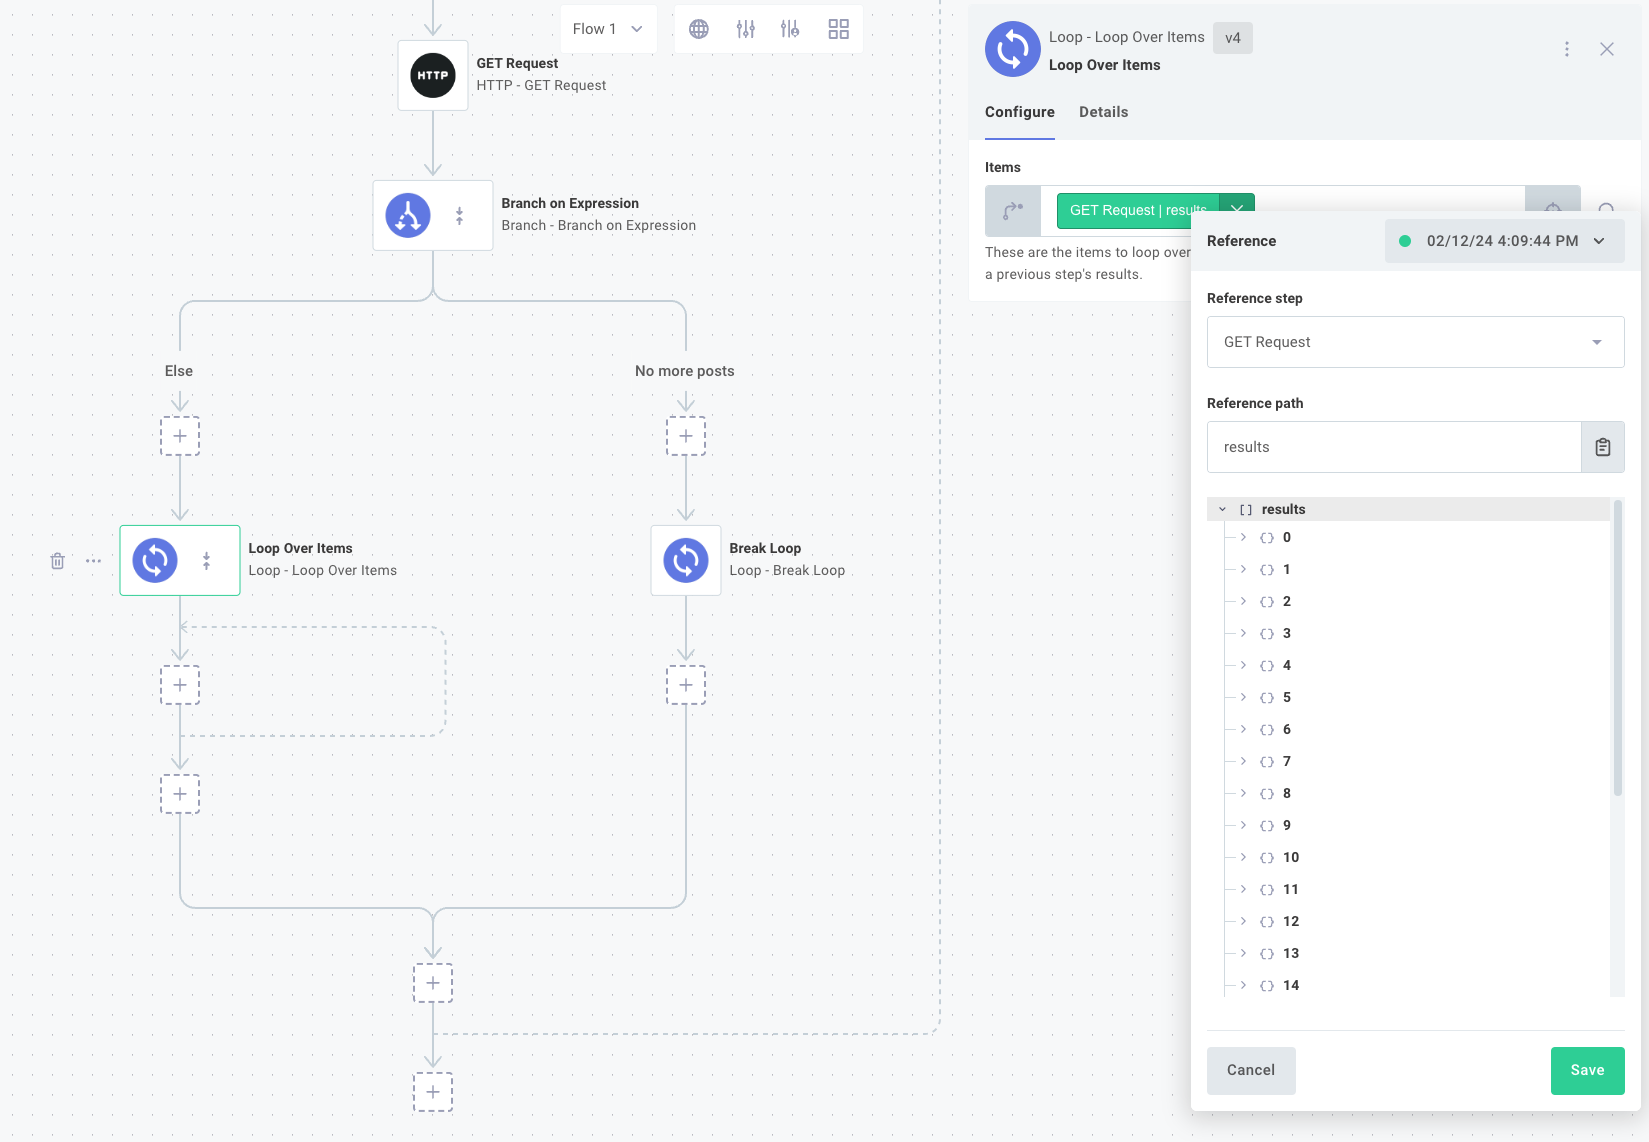 Flow 1
HTTP
GET Request
HTTP - GET Request
Branch on Expression
Branch - Branch on Expression
Else
No more posts
Loop Over Items
Loop - Loop Over Items
Break Loop
Loop - Break Loop
Loop - Loop Over Items
v4
Loop Over Items
Configure
Details
Items
GET Request | results
These are the items to loop over
a previous step's results.
Reference
02/12/24 4:09:44 PM
Reference step
GET Request
Reference path
results
[] results
{} 0
{} 1
{} 2
{} 3
{} 4
{} 5
{} 6
{} 7
{} 8
{} 9
{} 10
{} 11
{} 12
{} 13
{} 14
Cancel
Save